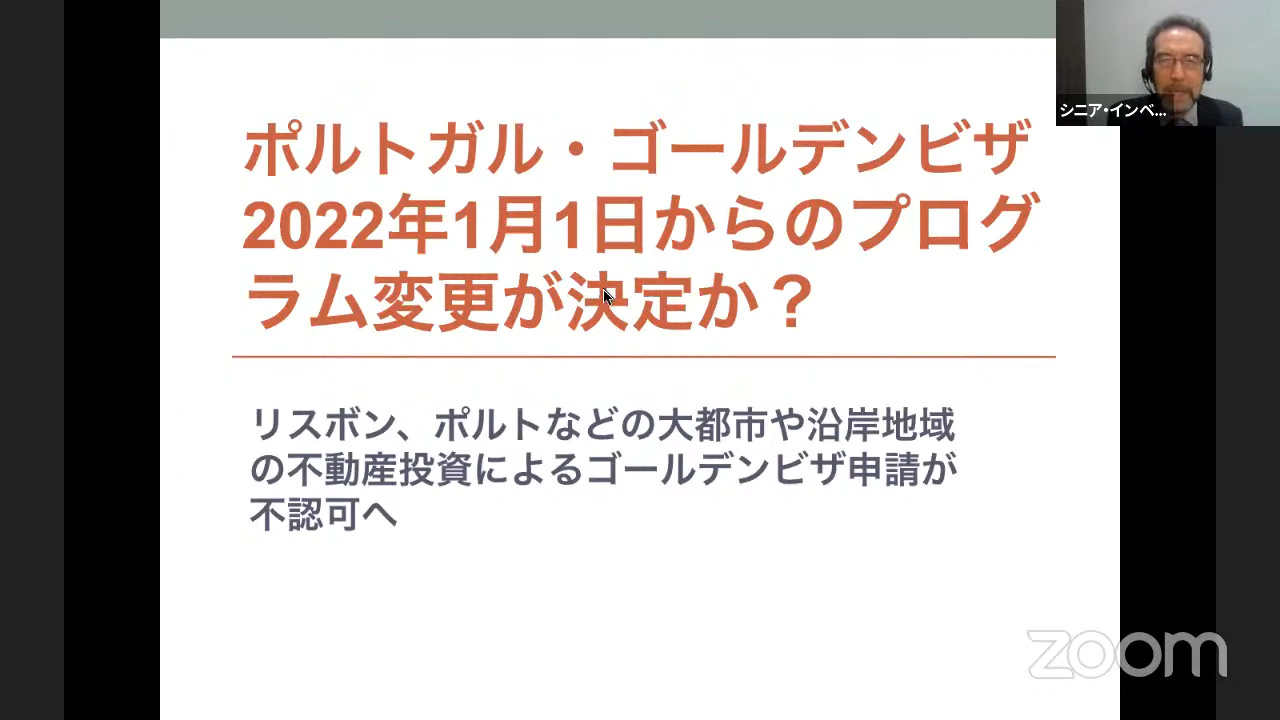 ポルトガル・ゴールデンビザ
2022年1月1日からのプログ
ラム変更が決定か？
リスボン、ポルトなどの大都市や沿岸地域
の不動産投資によるゴールデンビザ申請が
不認可へ
シニア・インベ...
zoom